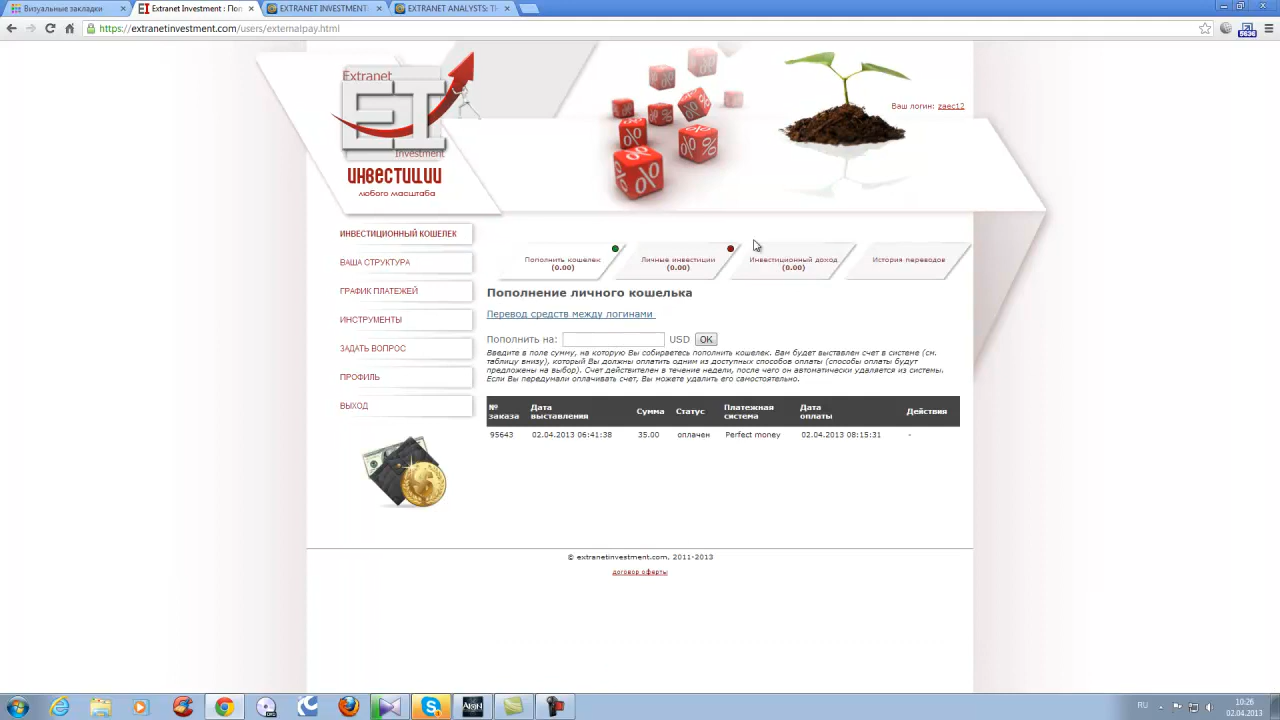 Визуальные закладки
Extranet Investment : Поп
EXTRANET INVESTMENT:
EXTRANET ANALYSTS: TH
https://extranetinvestment.com/users/externalpay.html
5636
Extranet
ET
Investment
инвестиции
любого масштаба
Ваш логин: zaec12
ИНВЕСТИЦИОННЫЙ КОШЕЛЕК
ВАША СТРУКТУРА
ГРАФИК ПЛАТЕЖЕЙ
ИНСТРУМЕНТЫ
ЗАДАТЬ ВОПРОС
ПРОФИЛЬ
ВЫХОД
Пополнить кошелек
(0.00)
Личные инвестиции
(0.00)
Инвестиционный доход
(0.00)
История переводов
Пополнение личного кошелька
Перевод средств между логинами
Пополнить на: USD OK
Введите в поле сумму, на которую Вы собираетесь пополнить кошелек. Вам будет выставлен счет в системе (см.
таблицу внизу), который Вы должны оплатить одним из доступных способов оплаты (способы оплаты будут
предложены на выбор). Счет действителен в течение недели, после чего он автоматически удаляется из системы.
Если Вы передумали оплачивать счет, Вы можете удалить его самостоятельно.
№ заказа Дата выставления Сумма Статус Платежная система Дата оплаты Действия
95643 02.04.2013 06:41:38 35.00 оплачен Perfect money 02.04.2013 08:15:31 -
© extranetinvestment.com, 2011-2013
договор оферты
RU
10:26
02.04.2013